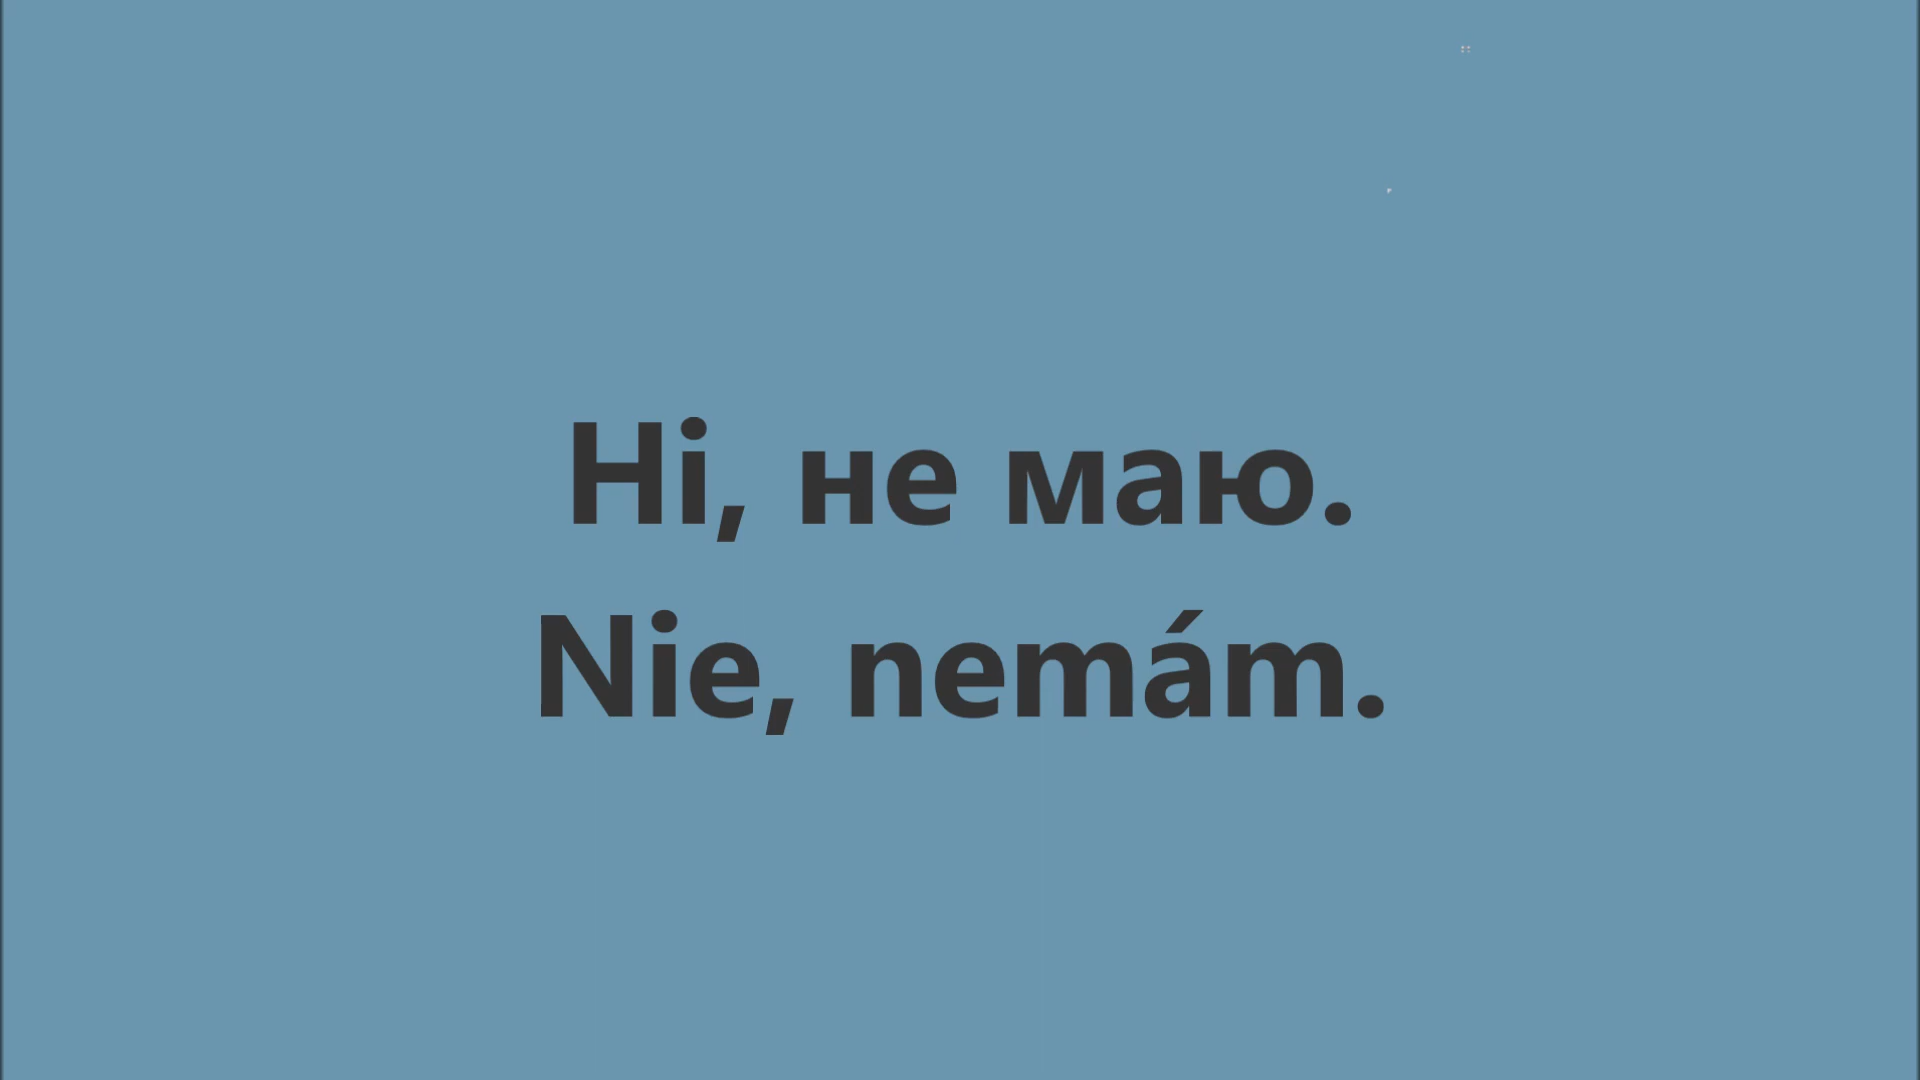 Ні, не маю.
Nie, nemám.